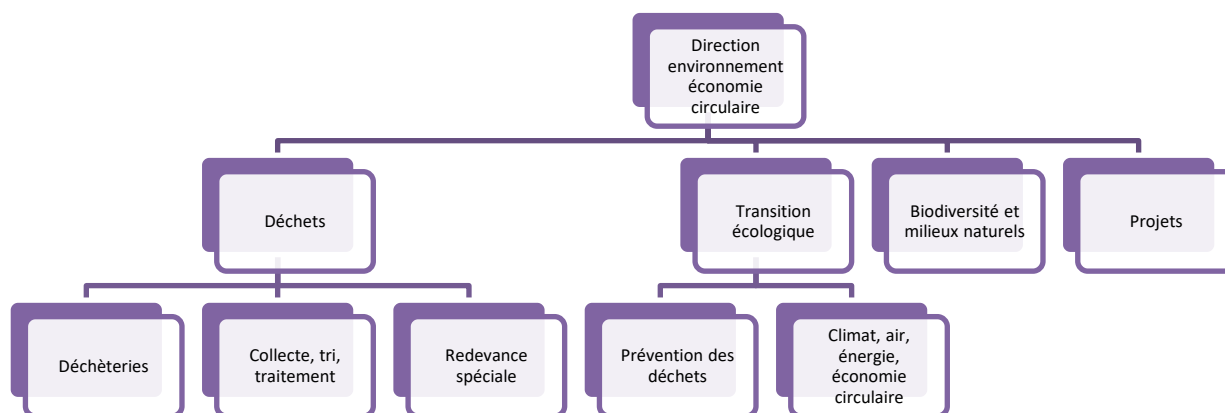 Direction
environnement
économie
circulaire
Déchets
Transition
écologique
Biodiversité et
milieux naturels
Projets
Déchèteries
Collecte, tri,
traitement
Redevance
spéciale
Prévention des
déchets
Climat, air,
énergie,
économie
circulaire